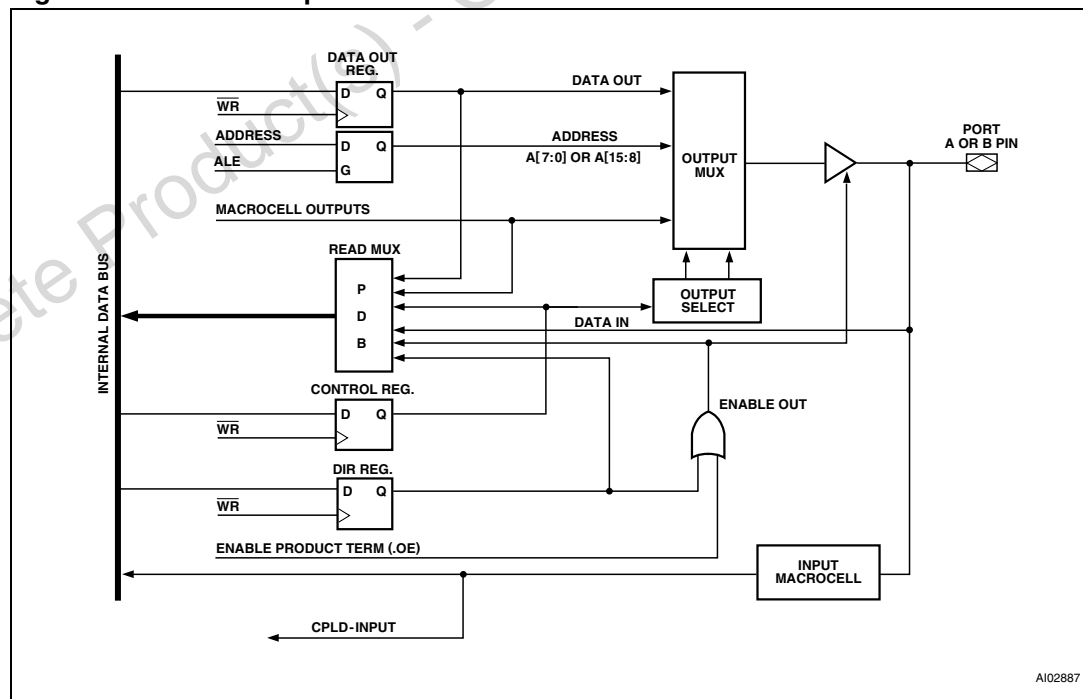 DATA OUT
REG.
D Q
WR
DATA OUT
ADDRESS
ALE
D Q
G
ADDRESS
A[7:0] OR A[15:8]
OUTPUT
MUX
PORT
A OR B PIN
MACROCELL OUTPUTS
READ MUX
P
D
B
OUTPUT
SELECT
DATA IN
INTERNAL DATA BUS
CONTROL REG.
D Q
WR
ENABLE OUT
DIR REG.
D Q
WR
ENABLE PRODUCT TERM (.OE)
INPUT
MACROCELL
CPLD-INPUT
AI02887
ete Product(s) -